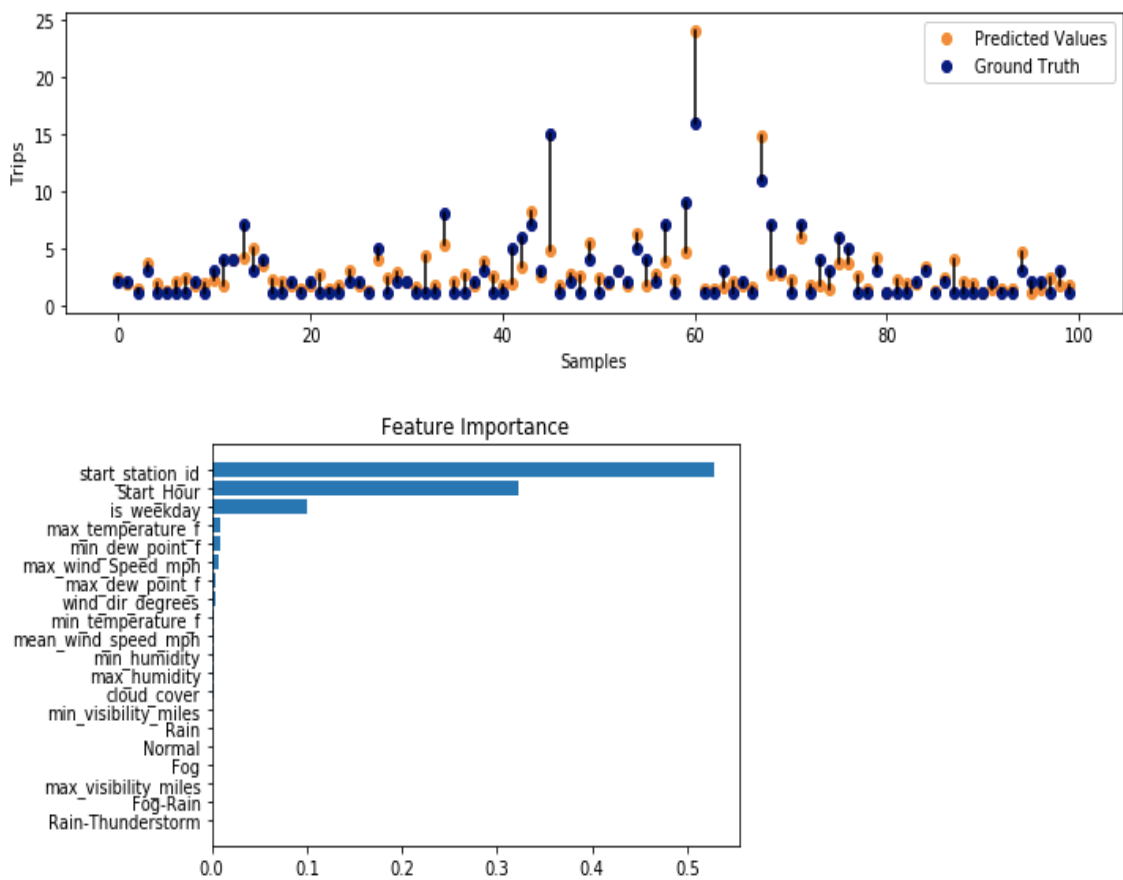 25
20
15
10
5
0
Trips
Predicted Values
Ground Truth
0 20 40 60 80 100
Samples
Feature Importance
start_station_id
Start_Hour
is_weekday
max_temperature_f
min_dew_point_f
max_wind_Speed_mph
max_dew_point_f
wind_dir_degrees
min_temperature_f
mean_wind_speed_mph
min_humidity
max_humidity
cloud_cover
min_visibility_miles
Rain
Normal
Fog
max_visibility_miles
Fog-Rain
Rain-Thunderstorm
0.0 0.1 0.2 0.3 0.4 0.5